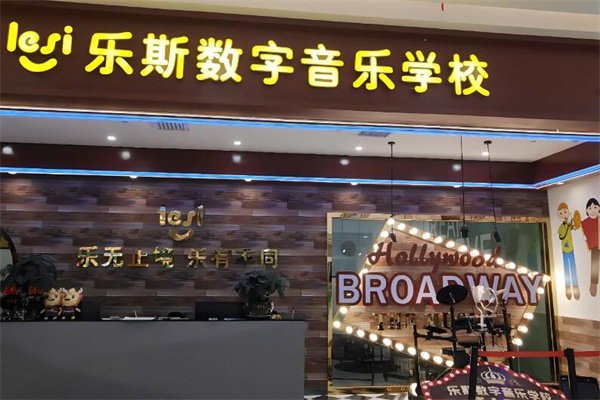 lesi 乐斯数字音乐学校
lesi
乐无止境 乐有不同
Hollywood
BROADWAY
乐斯数字音乐学校